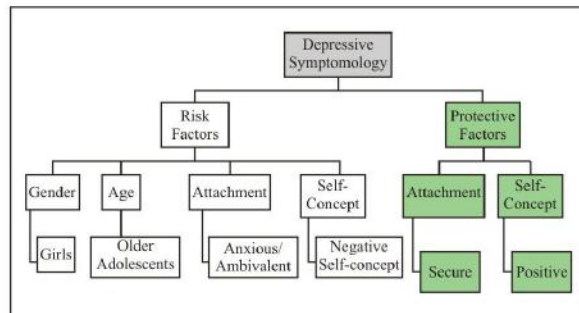 Depressive
Symptomology
Risk
Factors
Protective
Factors
Gender
Age
Attachment
Self-
Concept
Attachment
Self-
Concept
Girls
Older
Adolescents
Anxious/
Ambivalent
Negative
Self-concept
Secure
Positive